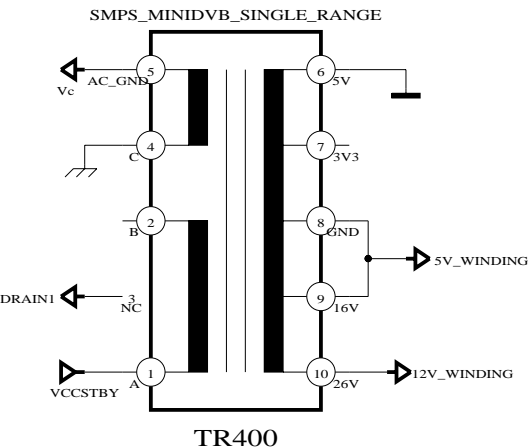 SMPS_MINIDVB_SINGLE_RANGE
5
6
Vc
AC_GND
5V
4
7
C
3V3
2
8
B
GND
5V_WINDING
DRAIN1
3
9
NC
16V
1
10
VCCSTBY
A
26V
12V_WINDING
TR400